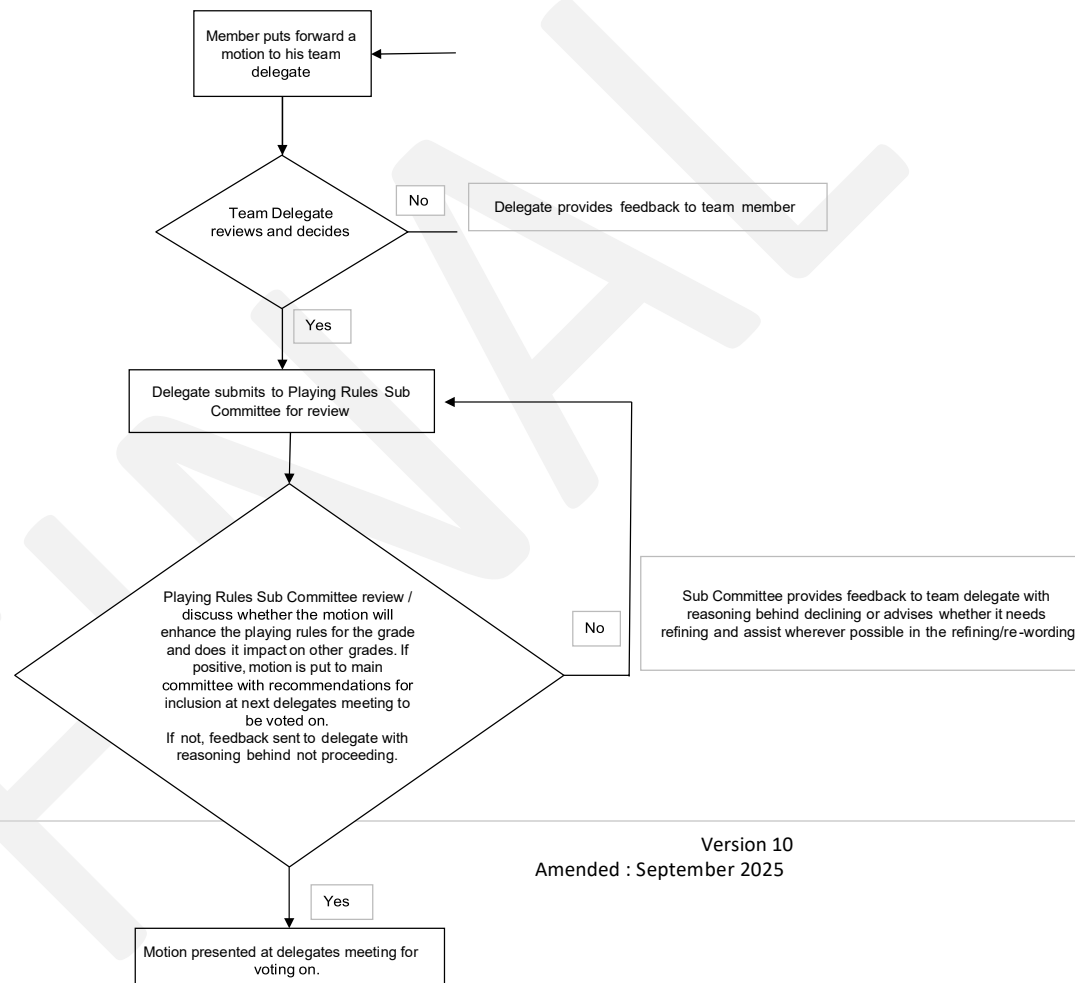 Member puts forward a
motion to his team
delegate
No
Delegate provides feedback to team member
Team Delegate
reviews and decides
Yes
Delegate submits to Playing Rules Sub
Committee for review
Playing Rules Sub Committee review /
discuss whether the motion will
enhance the playing rules for the grade
and does it impact on other grades. If
positive, motion is put to main
committee with recommendations for
inclusion at next delegates meeting to
be voted on.
If not, feedback sent to delegate with
reasoning behind not proceeding.
No
Sub Committee provides feedback to team delegate with
reasoning behind declining or advises whether it needs
refining and assist wherever possible in the refining/re-wording
Version 10
Amended : September 2025
Yes
Motion presented at delegates meeting for
voting on.
FINAL